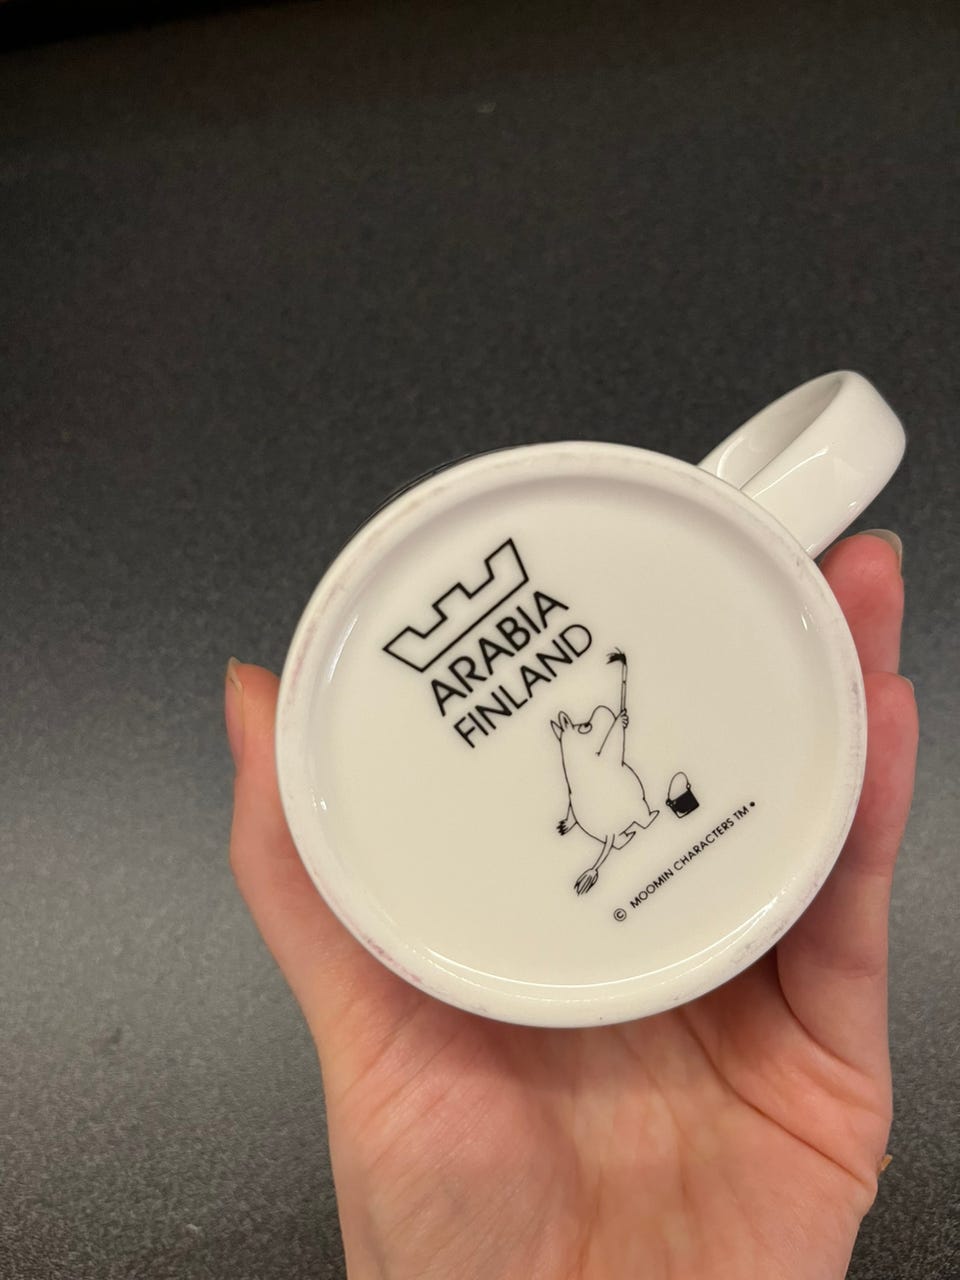 ARABIA
FINLAND
© MOOMIN CHARACTERS TM •